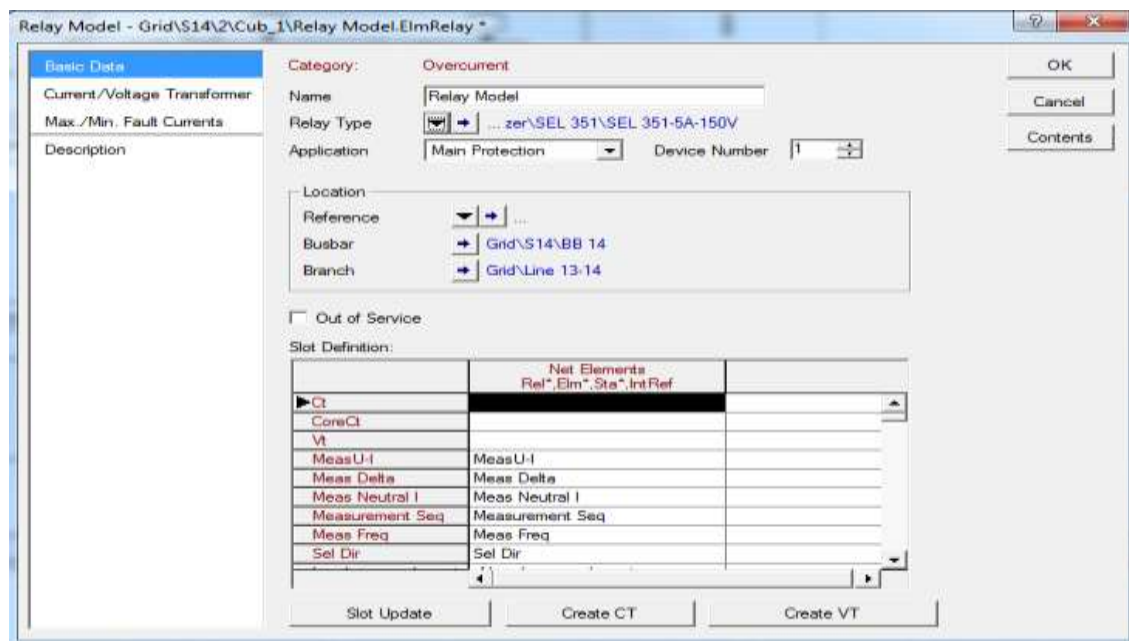 Relay Model - Grid\S14\2\Cub_1\Relay Model.ElmRelay *
Basic Data
Current/Voltage Transformer
Max./Min. Fault Currents
Description
Category: Overcurrent
Name Relay Model
Relay Type ... zer\SEL 351\SEL 351-5A-150V
Application Main Protection Device Number 1
Location
Reference ...
Busbar Grid\S14\BB 14
Branch Grid\Line 13-14
Out of Service
Slot Definition:
Net Elements
Rel*,Elm*,Sta*,IntRef
Ct
CoreCt
Vt
MeasU-I MeasU-I
Meas Delta Meas Delta
Meas Neutral I Meas Neutral I
Measurement Seq Measurement Seq
Meas Freq Meas Freq
Sel Dir Sel Dir
Slot Update Create CT Create VT
OK
Cancel
Contents